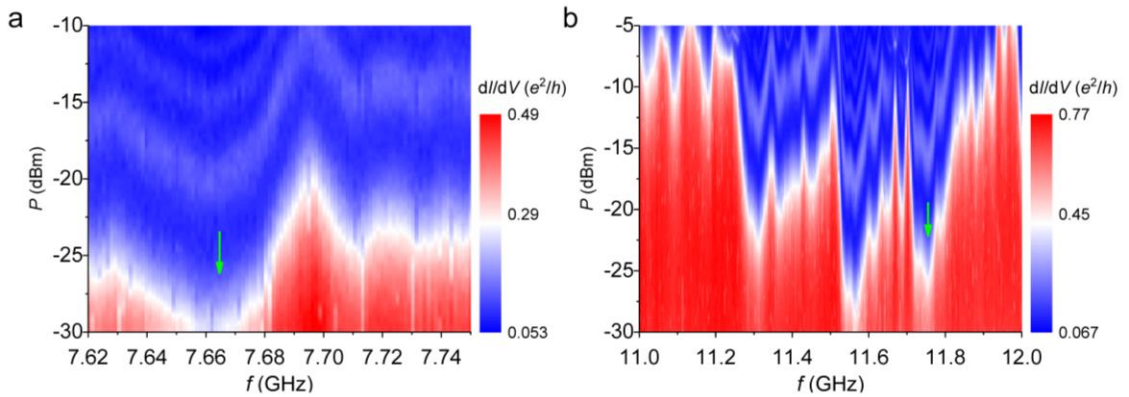 a
-10
-15
-20
-25
-30
P (dBm)
7.62 7.64 7.66 7.68 7.70 7.72 7.74
f (GHz)
dI/dV (e²/h)
0.49
0.29
0.053
b
-5
-10
-15
-20
-25
-30
P (dBm)
11.0 11.2 11.4 11.6 11.8 12.0
f (GHz)
dI/dV (e²/h)
0.77
0.45
0.067